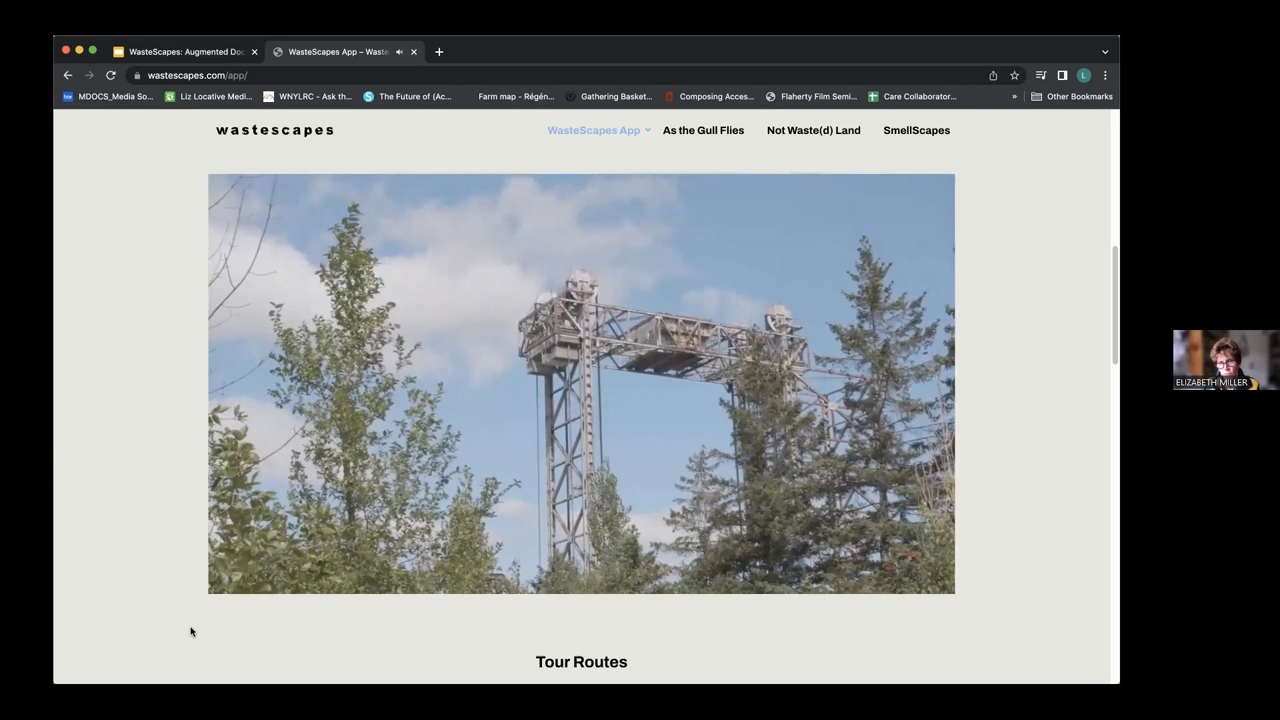 WasteScapes: Augmented Doc
WasteScapes App – Waste
wastescapes.com/app/
L
box MDOCS_Media So... Liz Locative Medi... WNYLRC - Ask th... The Future of (Ac... Farm map - Régén... Gathering Basket... Composing Acces... Flaherty Film Semi... Care Collaborator... » Other Bookmarks
wastescapes WasteScapes App As the Gull Flies Not Waste(d) Land SmellScapes
ELIZABETH MILLER
Tour Routes